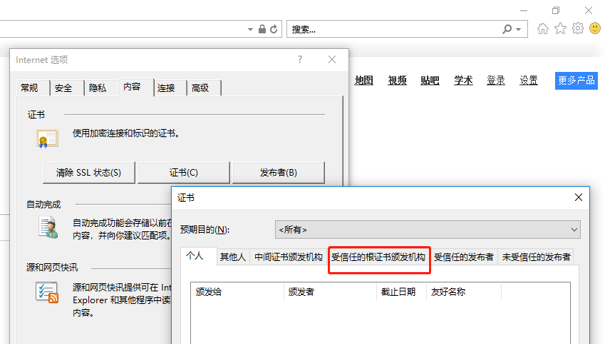 搜索...
Internet 选项
地图 视频 贴吧 学术 登录 设置 更多产品
常规 安全 隐私 内容 连接 高级
证书
使用加密连接和标识的证书。
清除 SSL 状态(S) 证书(C) 发布者(B)
自动完成
自动完成功能会存储以前在
内容，并向你建议匹配项。
源和网页快讯
源和网页快讯提供可在 Int
Explorer 和其他程序中读
内容。
证书
预期目的(N): <所有>
个人 其他人 中间证书颁发机构 受信任的根证书颁发机构 受信任的发布者 未受信任的发布者
颁发给 颁发者 截止日期 友好名称